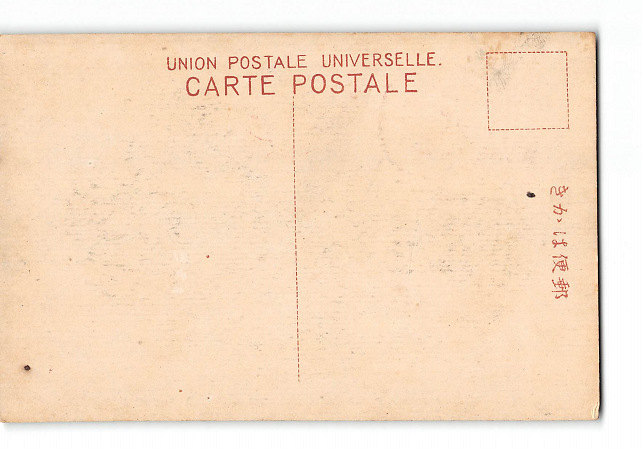 UNION POSTALE UNIVERSELLE.
CARTE POSTALE
きかは便郵